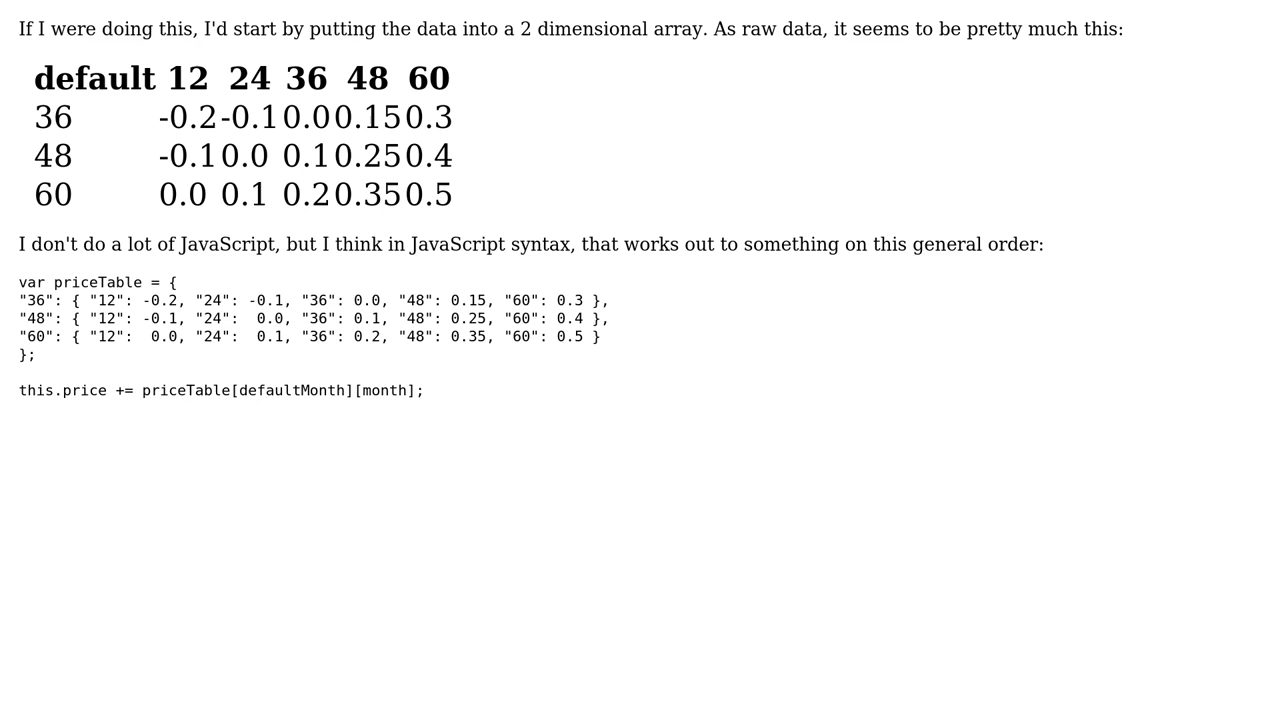 If I were doing this, I'd start by putting the data into a 2 dimensional array. As raw data, it seems to be pretty much this:
default 12 24 36 48 60
36 -0.2 -0.1 0.0 0.15 0.3
48 -0.1 0.0 0.1 0.25 0.4
60 0.0 0.1 0.2 0.35 0.5
I don't do a lot of JavaScript, but I think in JavaScript syntax, that works out to something on this general order:
var priceTable = {
"36": { "12": -0.2, "24": -0.1, "36": 0.0, "48": 0.15, "60": 0.3 },
"48": { "12": -0.1, "24":  0.0, "36": 0.1, "48": 0.25, "60": 0.4 },
"60": { "12":  0.0, "24":  0.1, "36": 0.2, "48": 0.35, "60": 0.5 }
};
this.price += priceTable[defaultMonth][month];